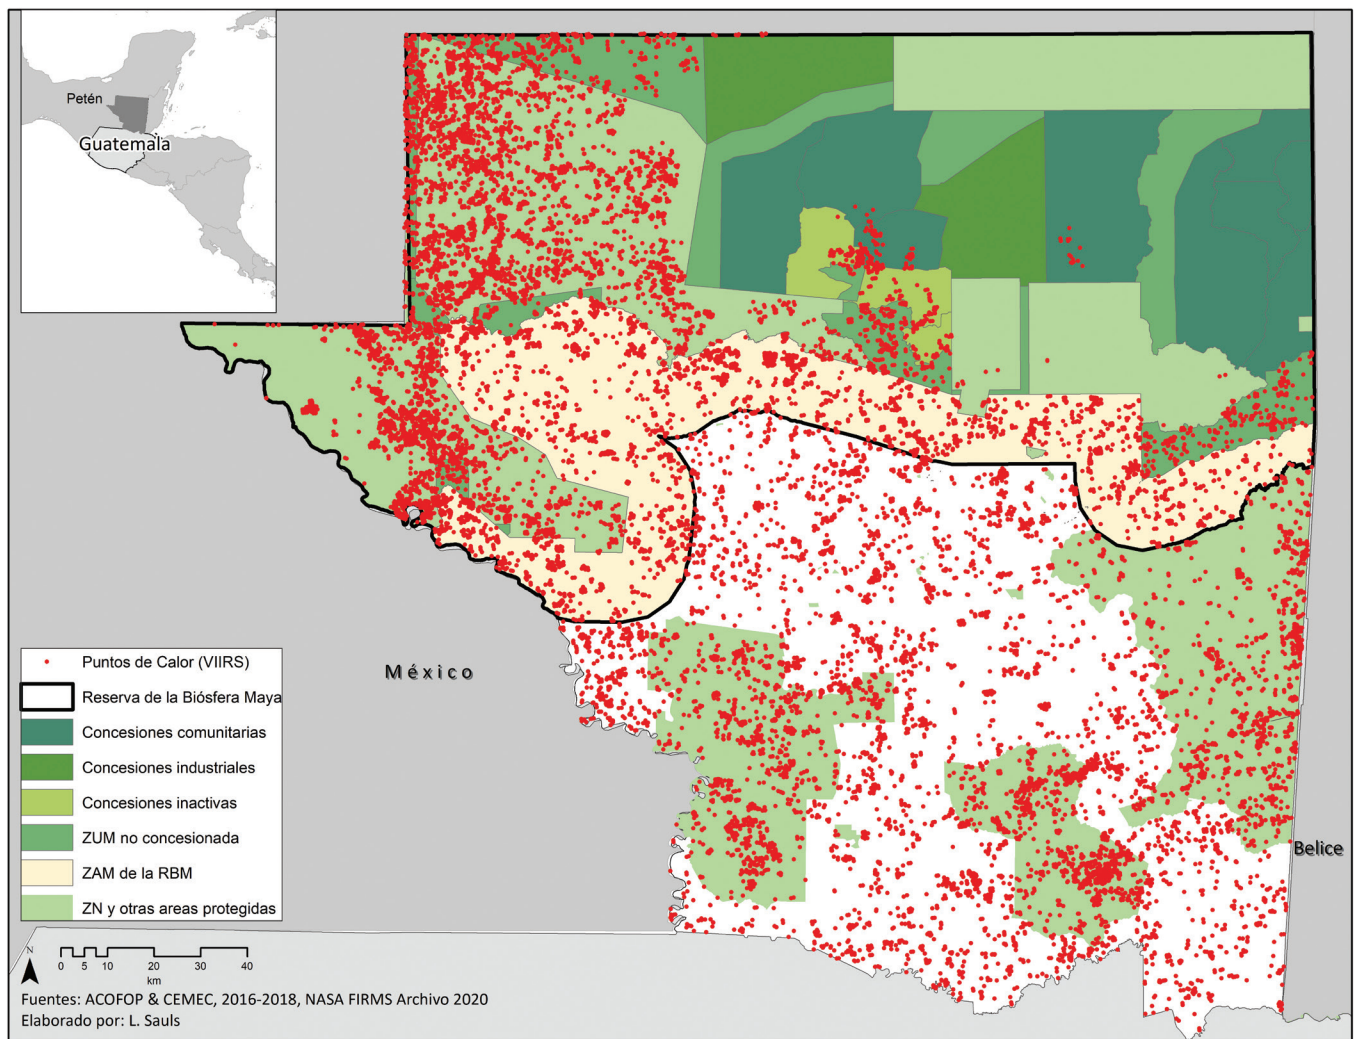 Petén
Guatemala
México
Belice
Puntos de Calor (VIIRS)
Reserva de la Biósfera Maya
Concesiones comunitarias
Concesiones industriales
Concesiones inactivas
ZUM no concesionada
ZAM de la RBM
ZN y otras areas protegidas
N
0 5 10 20 30 40
km
Fuentes: ACOFOP & CEMEC, 2016-2018, NASA FIRMS Archivo 2020
Elaborado por: L. Sauls